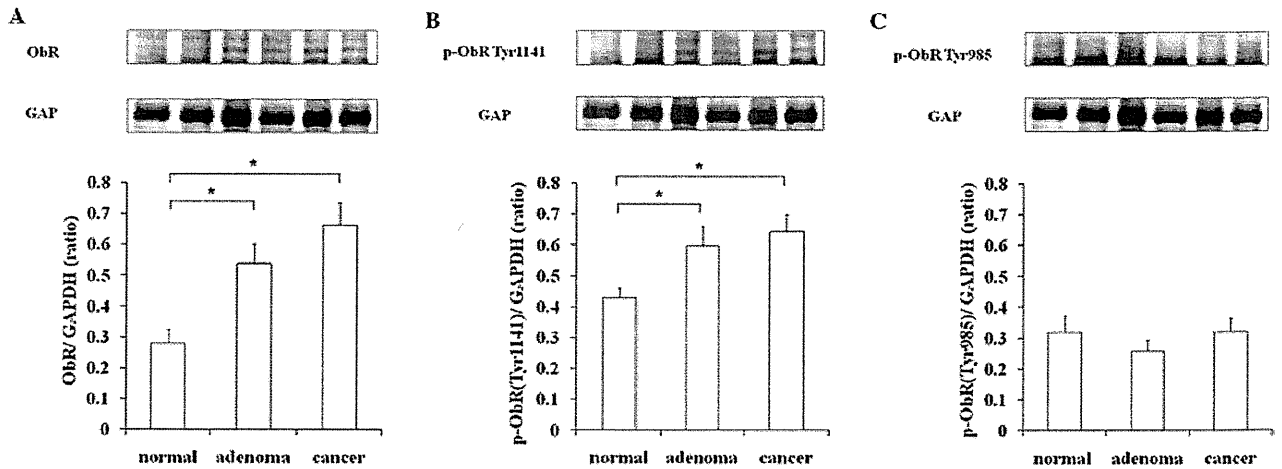 A
ObR
GAP
* 
*
0.8
0.7
0.6
0.5
0.4
0.3
0.2
0.1
0
ObR/ GAPDH (ratio)
normal adenoma cancer
B
p-ObR Tyr1141
GAP
*
*
0.8
0.7
0.6
0.5
0.4
0.3
0.2
0.1
0
p-ObR(Tyr1141)/ GAPDH (ratio)
normal adenoma cancer
C
p-ObR Tyr985
GAP
0.8
0.7
0.6
0.5
0.4
0.3
0.2
0.1
0
p-ObR(Tyr985)/ GAPDH (ratio)
normal adenoma cancer